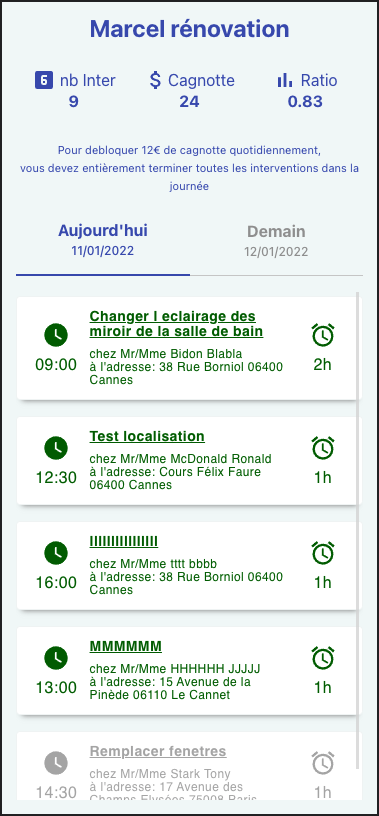 Marcel rénovation
6 nb Inter
9
$ Cagnotte
24
Ratio
0.83
Pour debloquer 12€ de cagnotte quotidiennement,
vous devez entièrement terminer toutes les interventions dans la
journée
Aujourd'hui
11/01/2022
Demain
12/01/2022
Changer l eclairage des
miroir de la salle de bain
09:00
chez Mr/Mme Bidon Blabla
à l'adresse: 38 Rue Borniol 06400
Cannes
2h
Test localisation
12:30
chez Mr/Mme McDonald Ronald
à l'adresse: Cours Félix Faure
06400 Cannes
1h
16:00
chez Mr/Mme tttt bbbb
à l'adresse: 38 Rue Borniol 06400
Cannes
1h
MMMMMM
13:00
chez Mr/Mme HHHHHH JJJJJ
à l'adresse: 15 Avenue de la
Pinède 06110 Le Cannet
1h
Remplacer fenetres
14:30
chez Mr/Mme Stark Tony
à l'adresse: 17 Avenue des
Champs Elysées 75008 Paris
1h